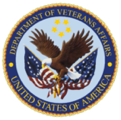 DEPARTMENT OF VETERANS AFFAIRS
UNITED STATES OF AMERICA